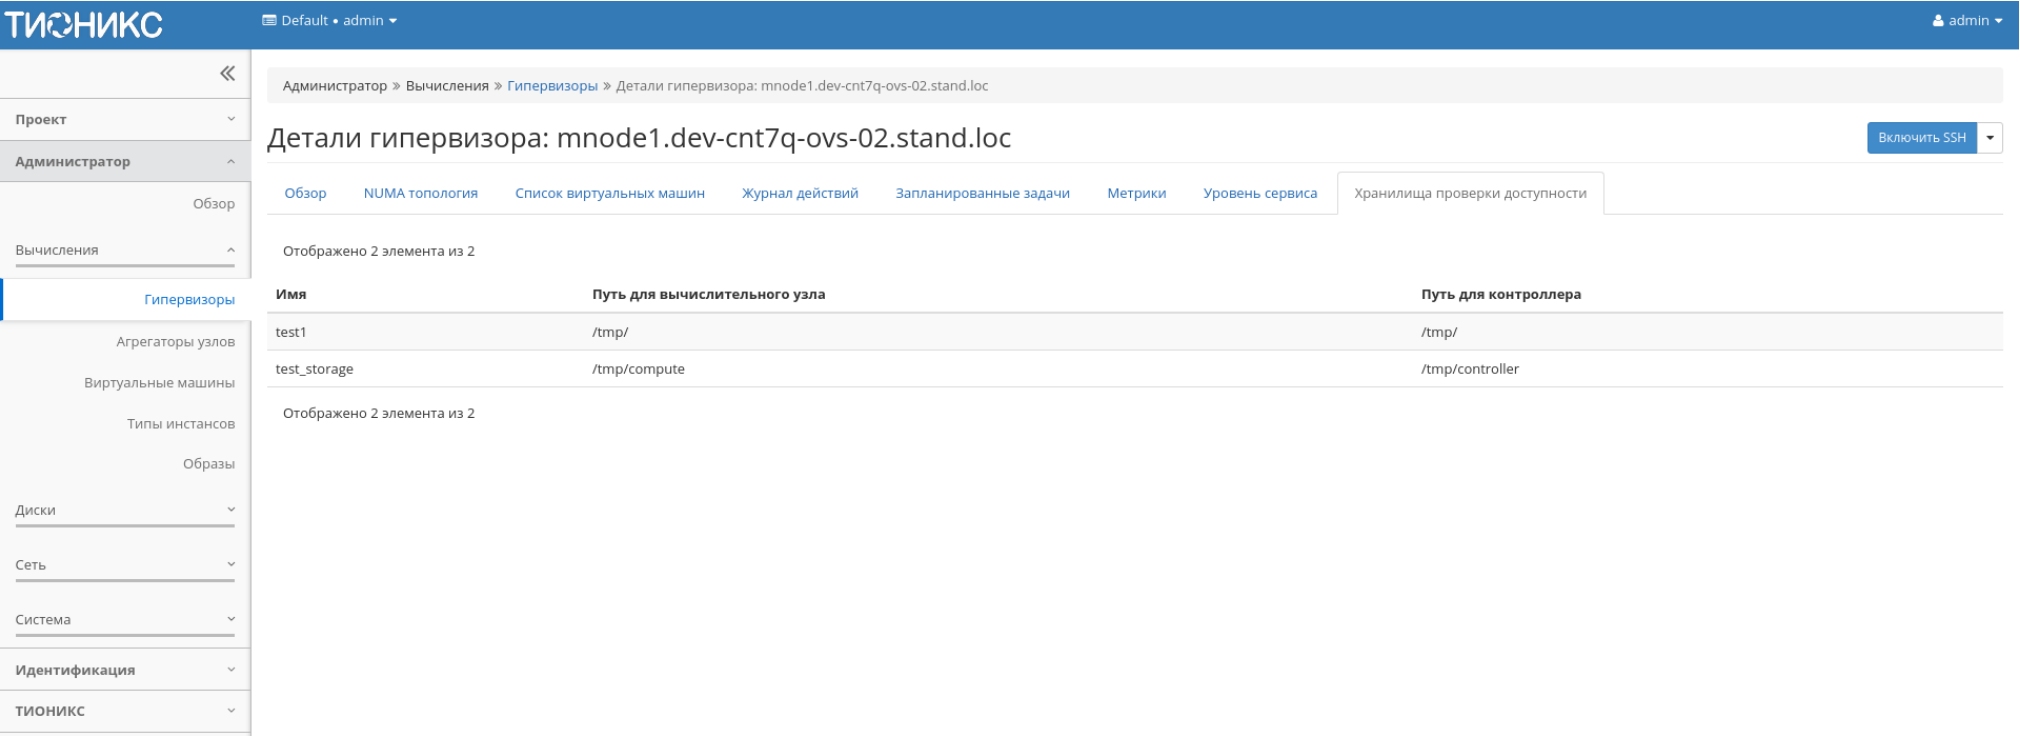 ТИОНИКС
Default • admin
admin
Администратор » Вычисления » Гипервизоры » Детали гипервизора: mnode1.dev-cnt7q-ovs-02.stand.loc
Проект
Администратор
Обзор
Вычисления
Гипервизоры
Агрегаторы узлов
Виртуальные машины
Типы инстансов
Образы
Диски
Сеть
Система
Идентификация
ТИОНИКС
Детали гипервизора: mnode1.dev-cnt7q-ovs-02.stand.loc
Включить SSH
Обзор NUMA топология Список виртуальных машин Журнал действий Запланированные задачи Метрики Уровень сервиса Хранилища проверки доступности
Отображено 2 элемента из 2
Имя Путь для вычислительного узла Путь для контроллера
test1 /tmp/ /tmp/
test_storage /tmp/compute /tmp/controller
Отображено 2 элемента из 2